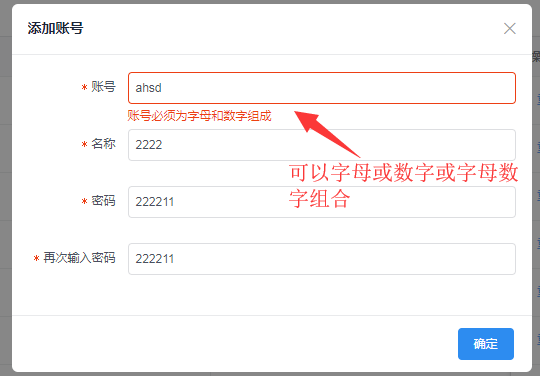 添加账号
* 账号
ahsd
账号必须为字母和数字组成
* 名称
2222
可以字母或数字或字母数
字组合
* 密码
222211
* 再次输入密码
222211
确定